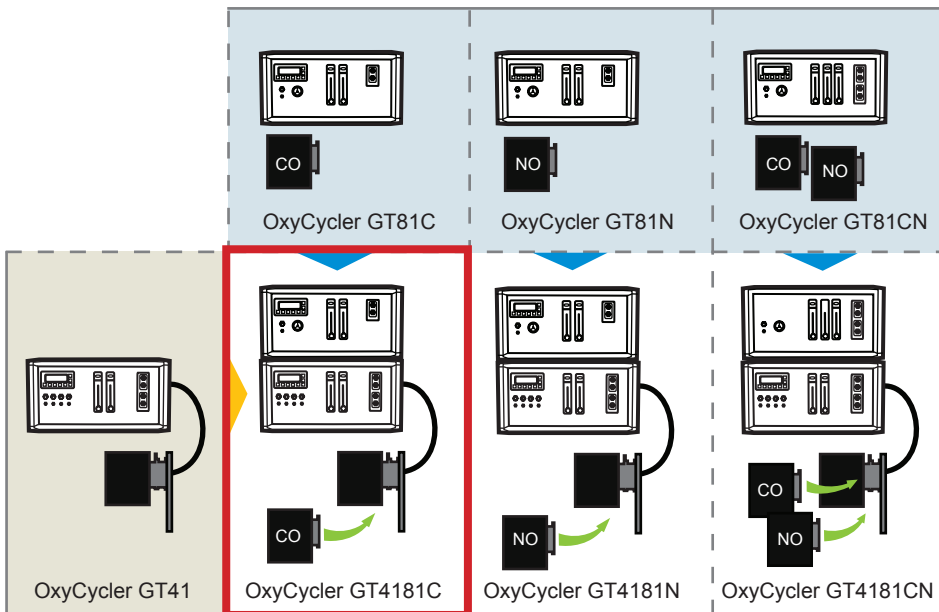 CO
NO
CO
NO
OxyCycler GT81C
OxyCycler GT81N
OxyCycler GT81CN
CO
NO
CO
NO
OxyCycler GT41
OxyCycler GT4181C
OxyCycler GT4181N
OxyCycler GT4181CN